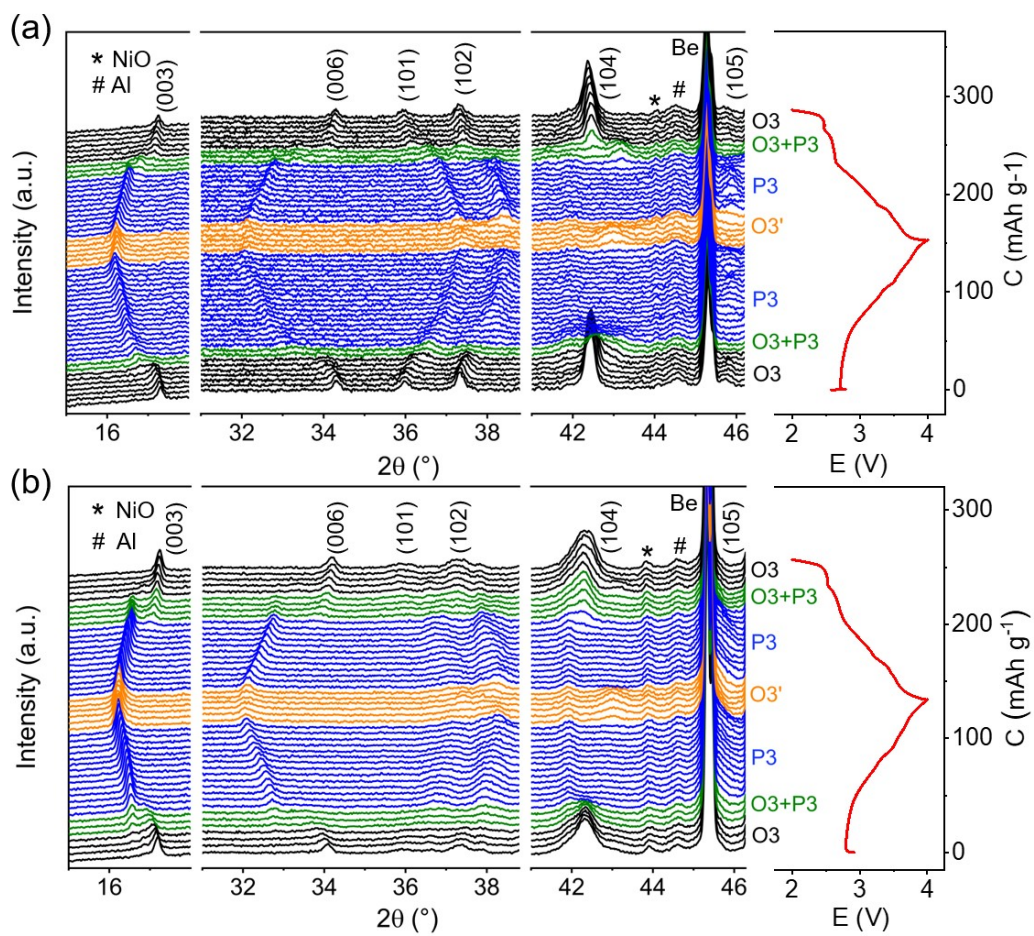 (a)
* NiO
# Al
(003)
(006)
(101)
(102)
(104)
* #
Be
(105)
O3
O3+P3
P3
O3'
P3
O3+P3
O3
Intensity (a.u.)
16
32
34
36
38
42
44
46
2θ (°)
300
200
100
0
C (mAh g-1)
2
3
4
E (V)
(b)
* NiO
# Al
(003)
(006)
(101)
(102)
(104)
* #
Be
(105)
O3
O3+P3
P3
O3'
P3
O3+P3
O3
Intensity (a.u.)
16
32
34
36
38
42
44
46
2θ (°)
300
200
100
0
C (mAh g⁻¹)
2
3
4
E (V)